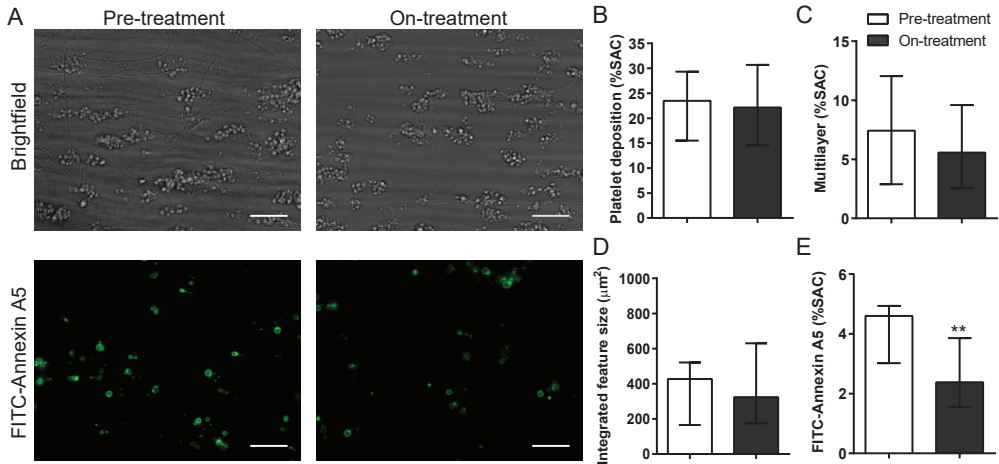 A
Pre-treatment
On-treatment
Brightfield
FITC-Annexin A5
B
Platelet deposition (%SAC)
35
30
25
20
15
10
5
0
C
Pre-treatment
On-treatment
Multilayer (%SAC)
15
10
5
0
D
Integrated feature size (μm²)
1000
800
600
400
200
0
E
FITC-Annexin A5 (%SAC)
6
4
2
0
**